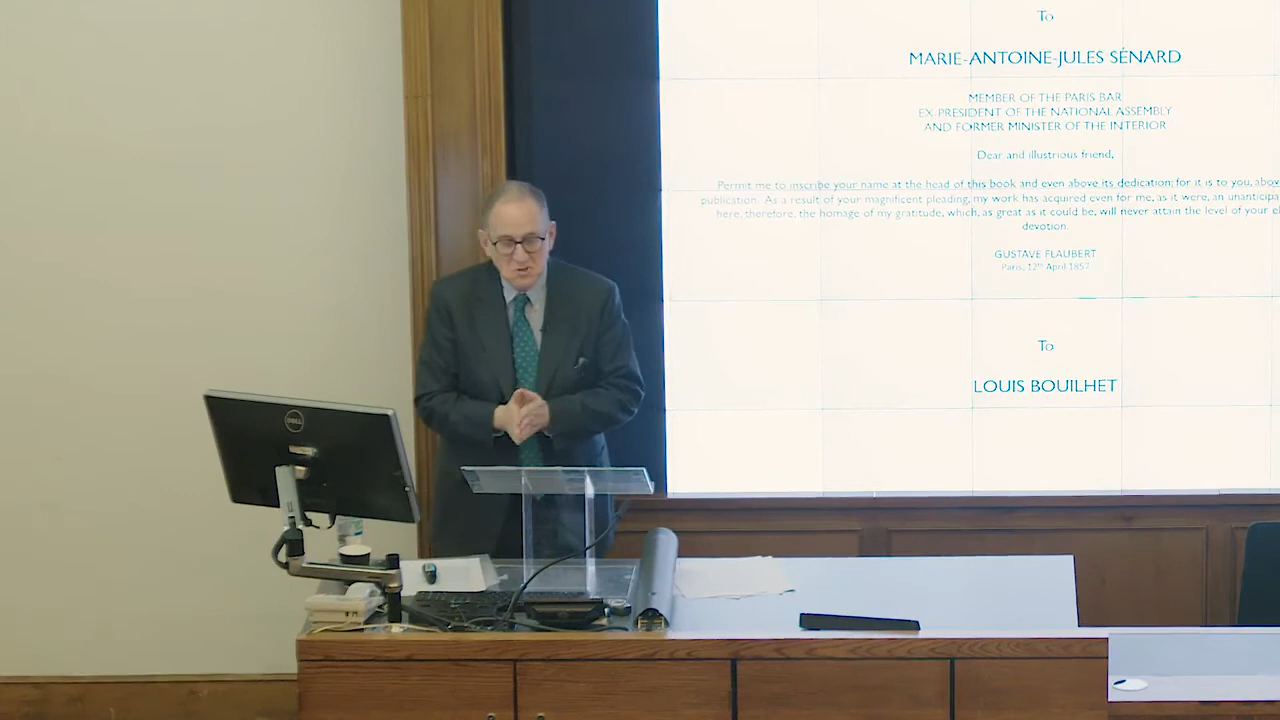 To
MARIE-ANTOINE-JULES SÉNARD
MEMBER OF THE PARIS BAR
EX-PRESIDENT OF THE NATIONAL ASSEMBLY
AND FORMER MINISTER OF THE INTERIOR
Dear and illustrious friend,
Permit me to inscribe your name at the head of this book and even above its dedication; for it is to you,
publication. As a result of your magnificent pleading, my work has acquired even for me, as it were, an
here, therefore, the homage of my gratitude, which, as great as it could be, will never attain the level of your
devotion.
GUSTAVE FLAUBERT
Paris, 12th April 1857
To
LOUIS BOUILHET
DELL